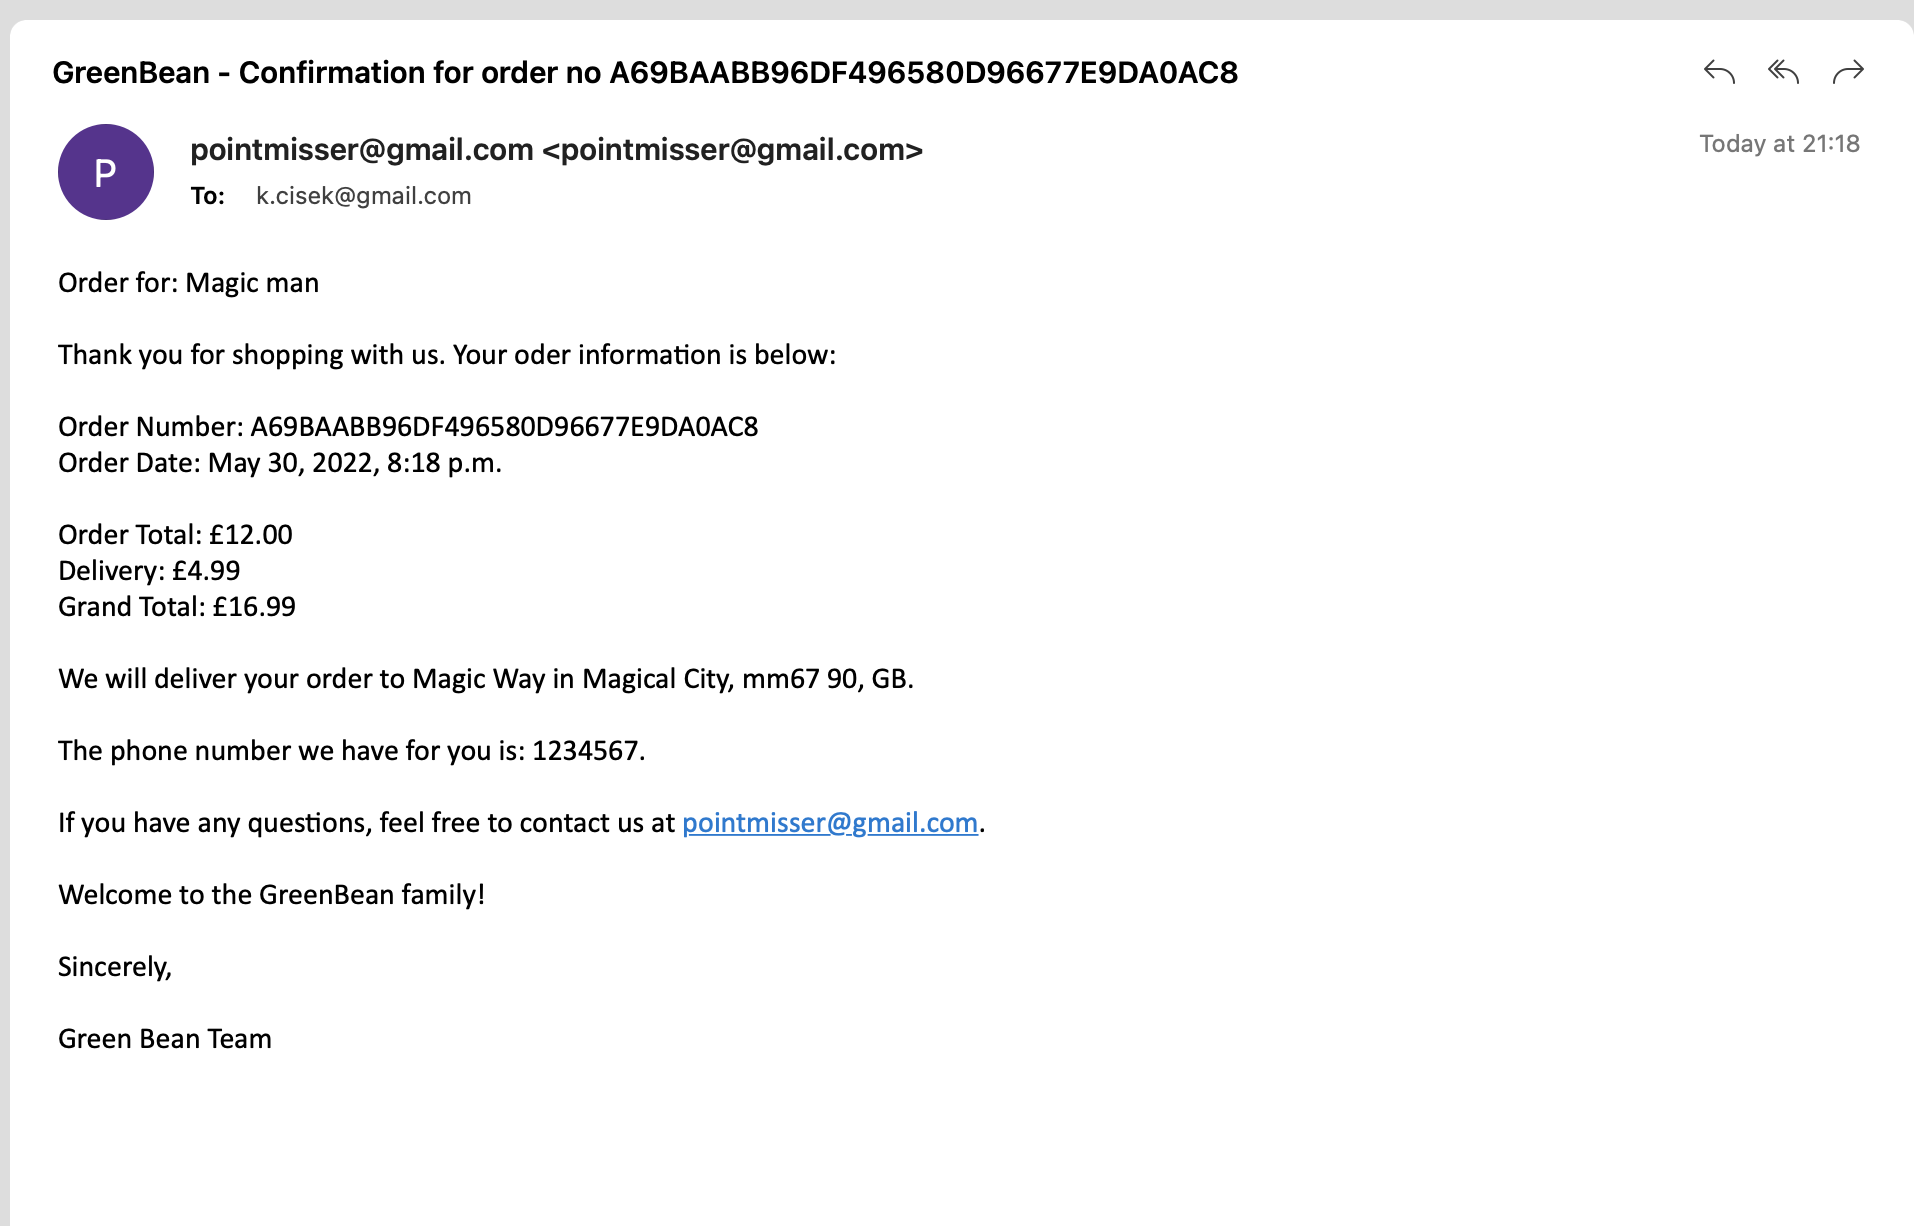 GreenBean - Confirmation for order no A69BAABB96DF496580D96677E9DA0AC8
P
pointmisser@gmail.com <pointmisser@gmail.com>
Today at 21:18
To: k.cisek@gmail.com
Order for: Magic man
Thank you for shopping with us. Your oder information is below:
Order Number: A69BAABB96DF496580D96677E9DA0AC8
Order Date: May 30, 2022, 8:18 p.m.
Order Total: £12.00
Delivery: £4.99
Grand Total: £16.99
We will deliver your order to Magic Way in Magical City, mm67 90, GB.
The phone number we have for you is: 1234567.
If you have any questions, feel free to contact us at pointmisser@gmail.com.
Welcome to the GreenBean family!
Sincerely,
Green Bean Team